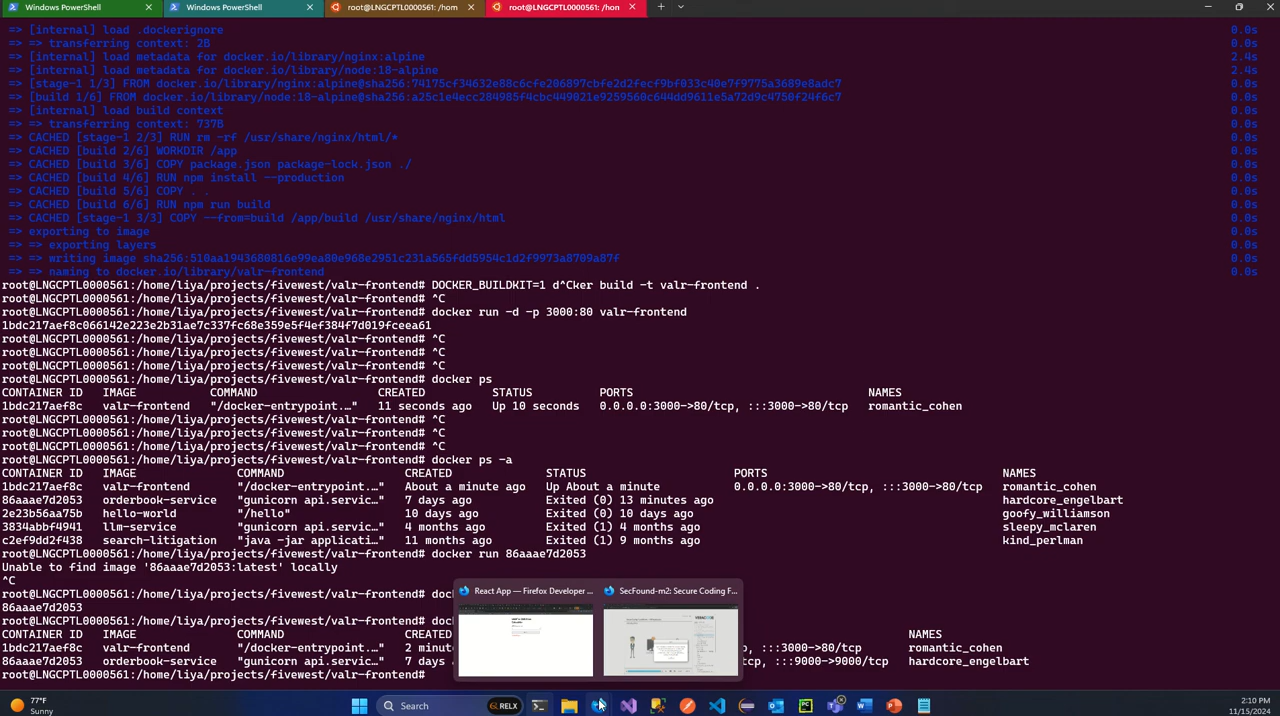 Windows PowerShell
Windows PowerShell
root@LNGCPTL0000561: /hom
root@LNGCPTL0000561: /hon
=> [internal] load .dockerignore 0.0s
=> => transferring context: 2B 0.0s
=> [internal] load metadata for docker.io/library/nginx:alpine 2.4s
=> [internal] load metadata for docker.io/library/node:18-alpine 2.4s
=> [stage-1 1/3] FROM docker.io/library/nginx:alpine@sha256:74175cf34632e88c6cfe206897cbfe2d2fecf9bf033c40e7f9775a3689e8adc7 0.0s
=> [build 1/6] FROM docker.io/library/node:18-alpine@sha256:a25c1e4ecc284985f4cbc449021e9259560c644dd9611e5a72d9c4750f24f6c7 0.0s
=> [internal] load build context 0.0s
=> => transferring context: 737B 0.0s
=> CACHED [stage-1 2/3] RUN rm -rf /usr/share/nginx/html/* 0.0s
=> CACHED [build 2/6] WORKDIR /app 0.0s
=> CACHED [build 3/6] COPY package.json package-lock.json ./ 0.0s
=> CACHED [build 4/6] RUN npm install --production 0.0s
=> CACHED [build 5/6] COPY . . 0.0s
=> CACHED [build 6/6] RUN npm run build 0.0s
=> CACHED [stage-1 3/3] COPY --from=build /app/build /usr/share/nginx/html 0.0s
=> exporting to image 0.0s
=> => exporting layers 0.0s
=> => writing image sha256:510aa1943680816e99ea80e968e2951c231a565fdd5954c1d2f9973a8709a87f 0.0s
=> => naming to docker.io/library/valr-frontend 0.0s
root@LNGCPTL0000561:/home/liya/projects/fivewest/valr-frontend# DOCKER_BUILDKIT=1 d^Cker build -t valr-frontend .
root@LNGCPTL0000561:/home/liya/projects/fivewest/valr-frontend# ^C
root@LNGCPTL0000561:/home/liya/projects/fivewest/valr-frontend# docker run -d -p 3000:80 valr-frontend
1bdc217aef8c066142e223e2b31ae7c337fc68e359e5f4ef384f7d019fceea61
root@LNGCPTL0000561:/home/liya/projects/fivewest/valr-frontend# ^C
root@LNGCPTL0000561:/home/liya/projects/fivewest/valr-frontend# ^C
root@LNGCPTL0000561:/home/liya/projects/fivewest/valr-frontend# ^C
root@LNGCPTL0000561:/home/liya/projects/fivewest/valr-frontend# docker ps
CONTAINER ID IMAGE COMMAND CREATED STATUS PORTS NAMES
1bdc217aef8c valr-frontend "/docker-entrypoint.…" 11 seconds ago Up 10 seconds 0.0.0.0:3000->80/tcp, :::3000->80/tcp romantic_cohen
root@LNGCPTL0000561:/home/liya/projects/fivewest/valr-frontend# ^C
root@LNGCPTL0000561:/home/liya/projects/fivewest/valr-frontend# ^C
root@LNGCPTL0000561:/home/liya/projects/fivewest/valr-frontend# ^C
root@LNGCPTL0000561:/home/liya/projects/fivewest/valr-frontend# docker ps -a
CONTAINER ID IMAGE COMMAND CREATED STATUS PORTS NAMES
1bdc217aef8c valr-frontend "/docker-entrypoint.…" About a minute ago Up About a minute 0.0.0.0:3000->80/tcp, :::3000->80/tcp romantic_cohen
86aaae7d2053 orderbook-service "gunicorn api.servic…" 7 days ago Exited (0) 13 minutes ago hardcore_engelbart
2e23b56aa75b hello-world "/hello" 10 days ago Exited (0) 10 days ago goofy_williamson
3834abbf4941 llm-service "gunicorn api.servic…" 4 months ago Exited (1) 4 months ago sleepy_mclaren
c2ef9dd2f438 search-litigation "java -jar applicati…" 11 months ago Exited (1) 9 months ago kind_perlman
root@LNGCPTL0000561:/home/liya/projects/fivewest/valr-frontend# docker run 86aaae7d2053
Unable to find image '86aaae7d2053:latest' locally
^C
root@LNGCPTL0000561:/home/liya/projects/fivewest/valr-frontend# doc
86aaae7d2053
root@LNGCPTL0000561:/home/liya/projects/fivewest/valr-frontend# doc
CONTAINER ID IMAGE COMMAND CREATED NAMES
1bdc217aef8c valr-frontend "/docker-entrypoint.…" 2 minut ->80/tcp romantic_cohen
86aaae7d2053 orderbook-service "gunicorn api.servic…" 7 days a cp, :::9000->9000/tcp hardcore_engelbart
root@LNGCPTL0000561:/home/liya/projects/fivewest/valr-frontend#
React App — Firefox Developer ...
SecFound-m2: Secure Coding F...
77°F
Sunny
Search
RELX
2:10 PM
11/15/2024